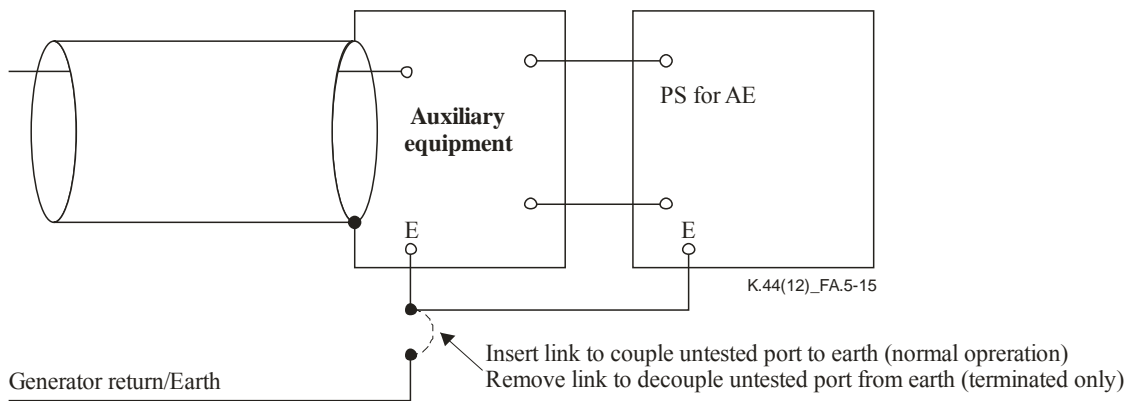 PS for AE
Auxiliary
equipment
E
E
K.44(12)_FA.5-15
Insert link to couple untested port to earth (normal opreration)
Remove link to decouple untested port from earth (terminated only)
Generator return/Earth